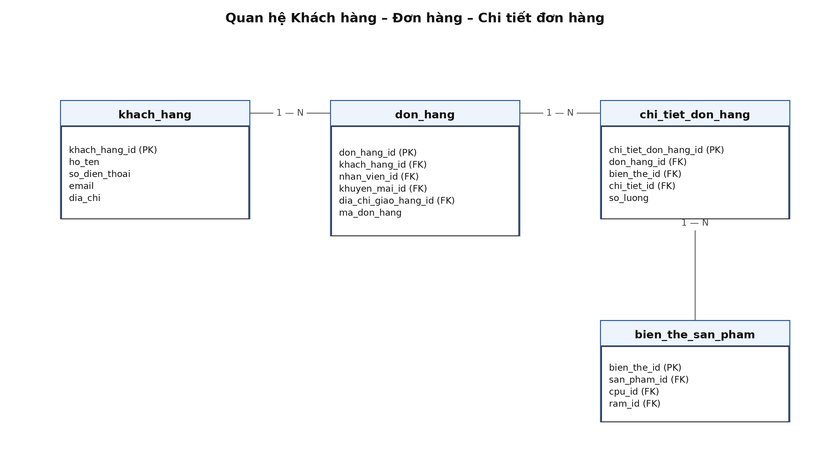 Quan hệ Khách hàng – Đơn hàng – Chi tiết đơn hàng
khach_hang
khach_hang_id (PK)
ho_ten
so_dien_thoai
email
dia_chi
1 — N
don_hang
don_hang_id (PK)
khach_hang_id (FK)
nhan_vien_id (FK)
khuyen_mai_id (FK)
dia_chi_giao_hang_id (FK)
ma_don_hang
1 — N
chi_tiet_don_hang
chi_tiet_don_hang_id (PK)
don_hang_id (FK)
bien_the_id (FK)
chi_tiet_id (FK)
so_luong
1 — N
bien_the_san_pham
bien_the_id (PK)
san_pham_id (FK)
cpu_id (FK)
ram_id (FK)